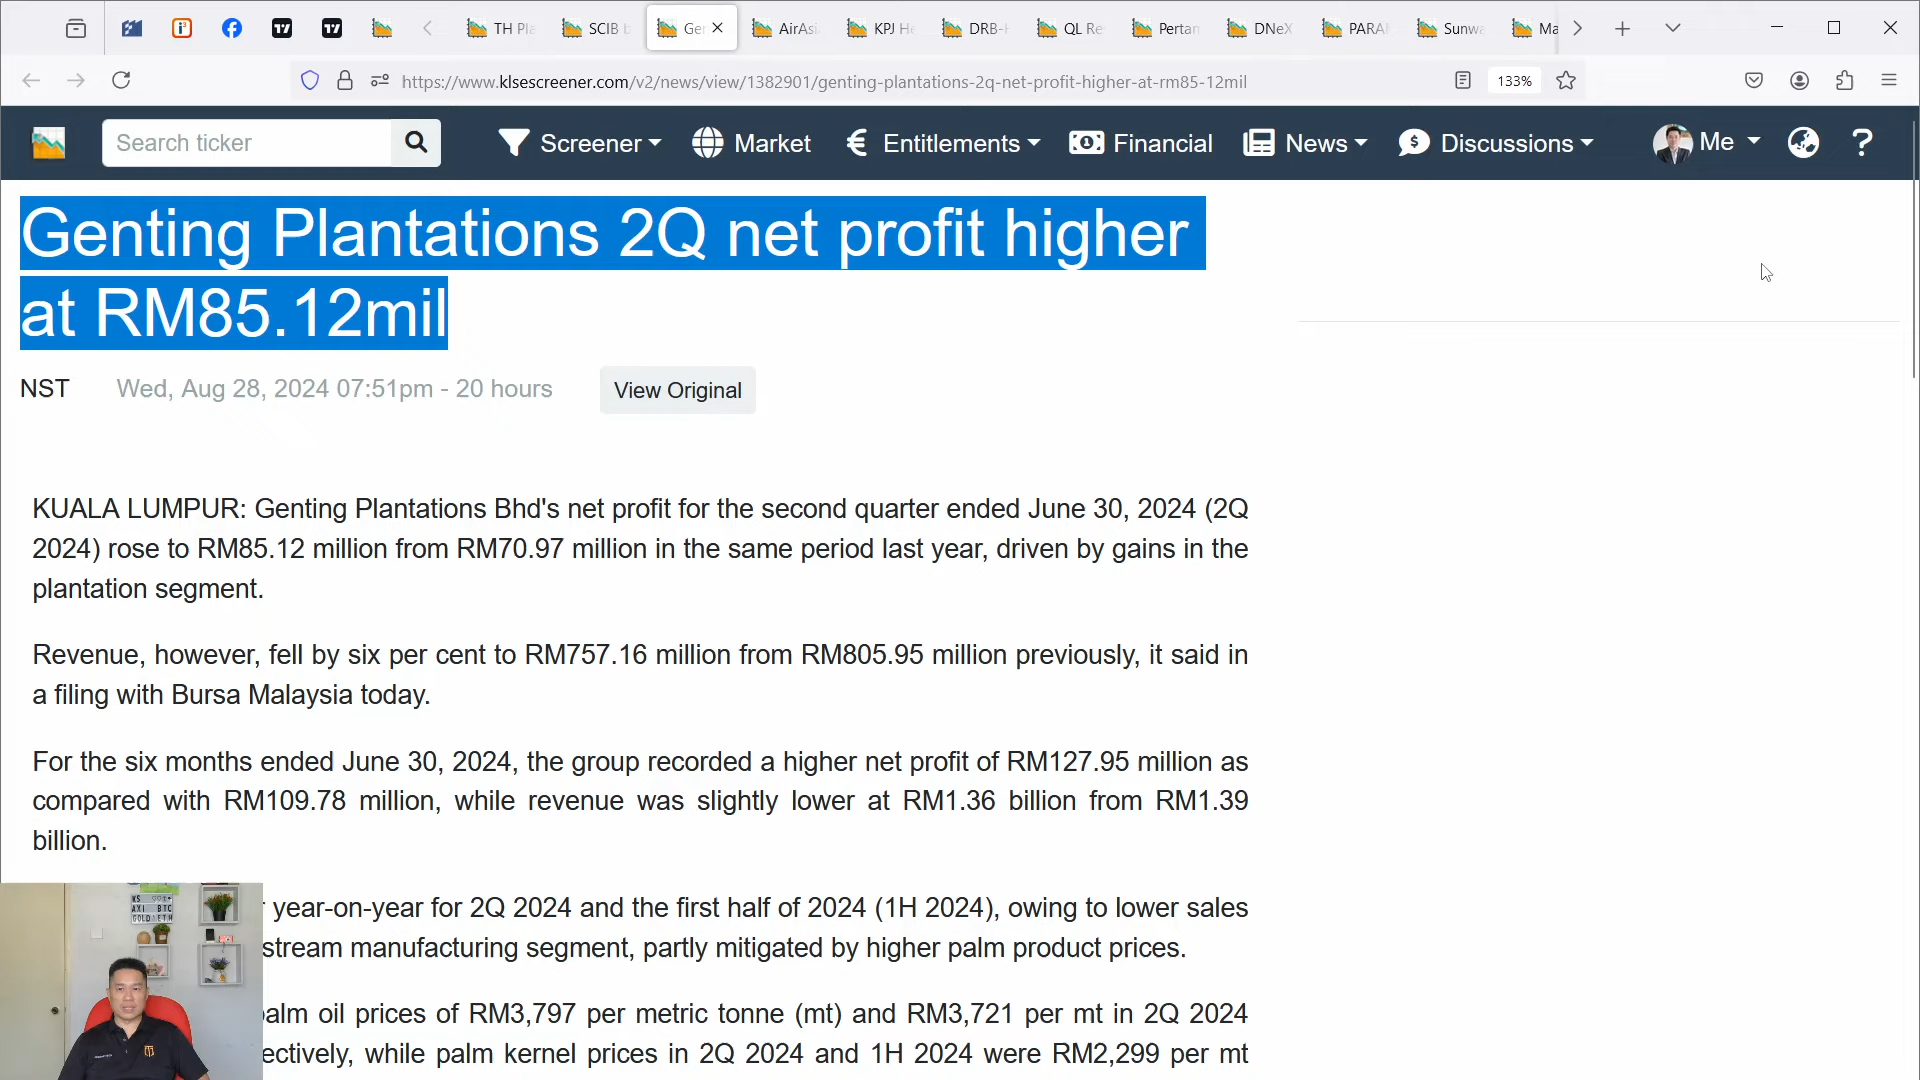 TH Pla
SCIB b
Gen
AirAsi
KPJ He
DRB-H
QL Re
Pertan
DNeX
PARAM
Sunwa
Ma
https://www.klsescreener.com/v2/news/view/1382901/genting-plantations-2q-net-profit-higher-at-rm85-12mil
133%
Search ticker
Screener
Market
Entitlements
Financial
News
Discussions
Me
Genting Plantations 2Q net profit higher
at RM85.12mil
NST
Wed, Aug 28, 2024 07:51pm - 20 hours
View Original
KUALA LUMPUR: Genting Plantations Bhd's net profit for the second quarter ended June 30, 2024 (2Q
2024) rose to RM85.12 million from RM70.97 million in the same period last year, driven by gains in the
plantation segment.
Revenue, however, fell by six per cent to RM757.16 million from RM805.95 million previously, it said in
a filing with Bursa Malaysia today.
For the six months ended June 30, 2024, the group recorded a higher net profit of RM127.95 million as
compared with RM109.78 million, while revenue was slightly lower at RM1.36 billion from RM1.39
billion.
year-on-year for 2Q 2024 and the first half of 2024 (1H 2024), owing to lower sales
stream manufacturing segment, partly mitigated by higher palm product prices.
palm oil prices of RM3,797 per metric tonne (mt) and RM3,721 per mt in 2Q 2024
ectively, while palm kernel prices in 2Q 2024 and 1H 2024 were RM2,299 per mt
AXI BTC
GOLD ETH